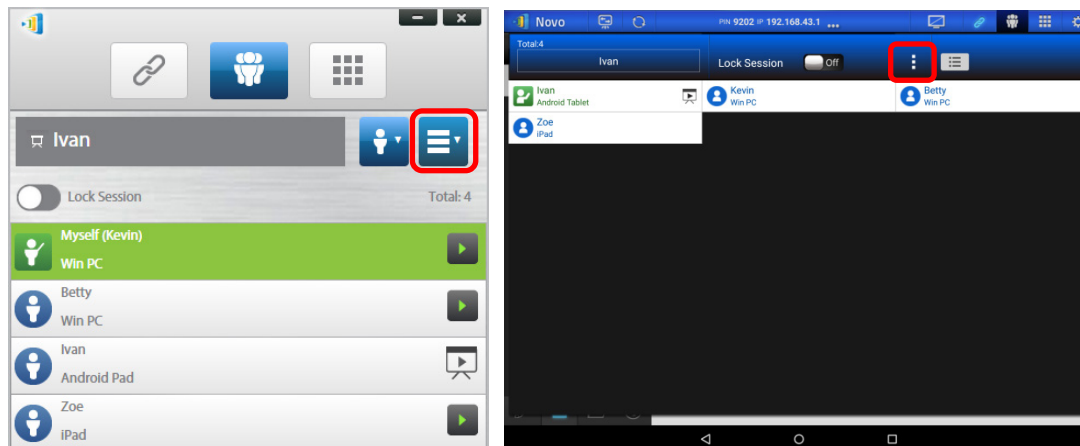 Ivan
Lock Session
Total: 4
Myself (Kevin)
Win PC
Betty
Win PC
Ivan
Android Pad
Zoe
iPad
Novo
PIN 9202 IP 192.168.43.1 ...
Total:4
Ivan
Lock Session
Off
Ivan
Android Tablet
Kevin
Win PC
Betty
Win PC
Zoe
iPad